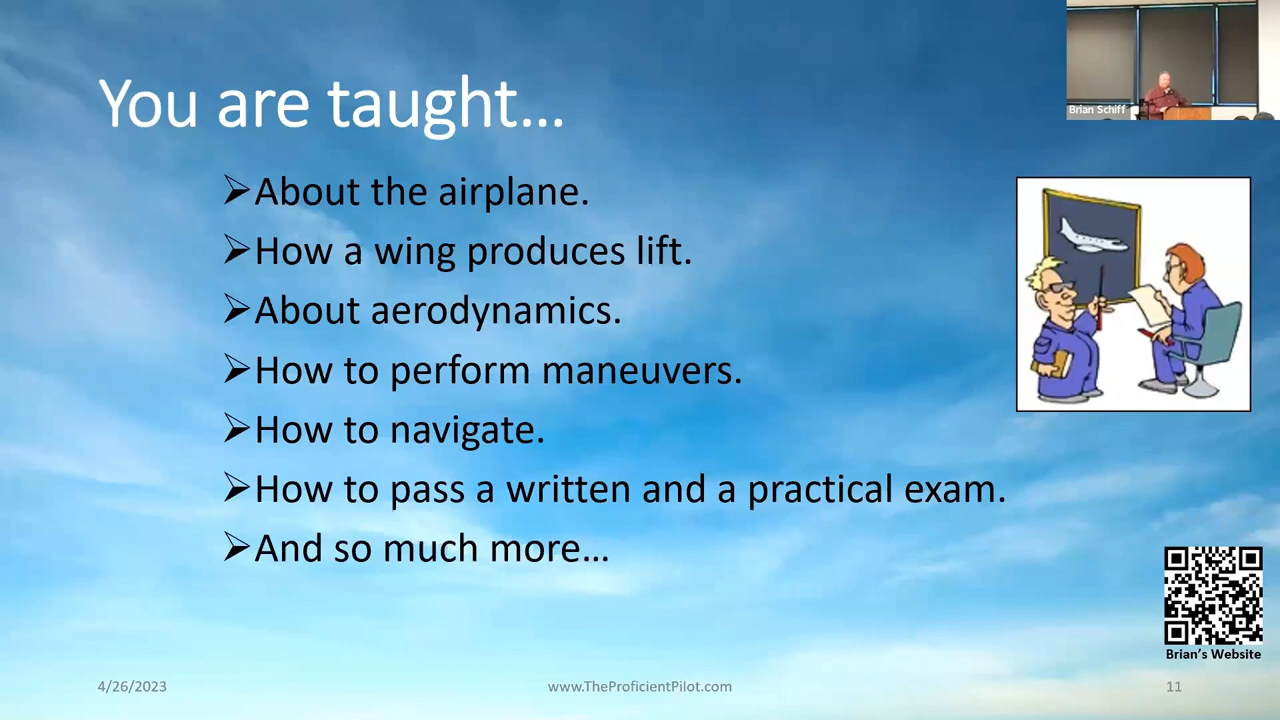 Brian Schiff
You are taught…
➢About the airplane.
➢How a wing produces lift.
➢About aerodynamics.
➢How to perform maneuvers.
➢How to navigate.
➢How to pass a written and a practical exam.
➢And so much more…
Brian's Website
4/26/2023
www.TheProficientPilot.com
11